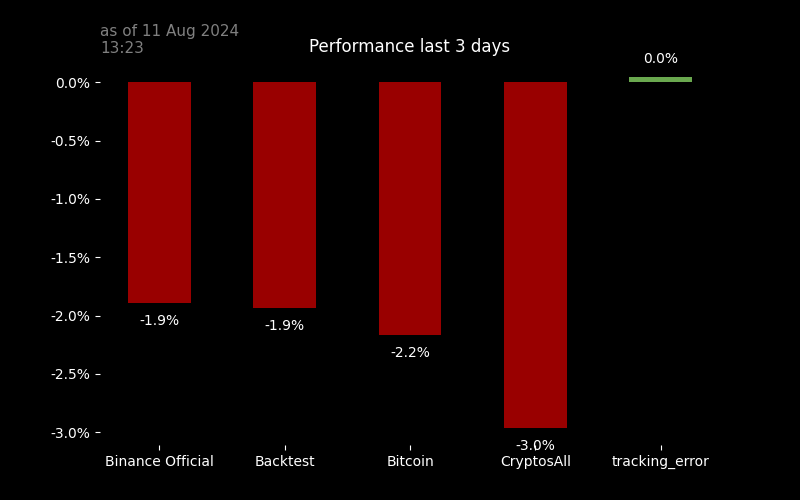 as of 11 Aug 2024
13:23
Performance last 3 days
0.0%
0.0%
-0.5%
-1.0%
-1.5%
-2.0%
-2.5%
-3.0%
-1.9%
-1.9%
-2.2%
-3.0%
Binance Official
Backtest
Bitcoin
CryptosAll
tracking_error